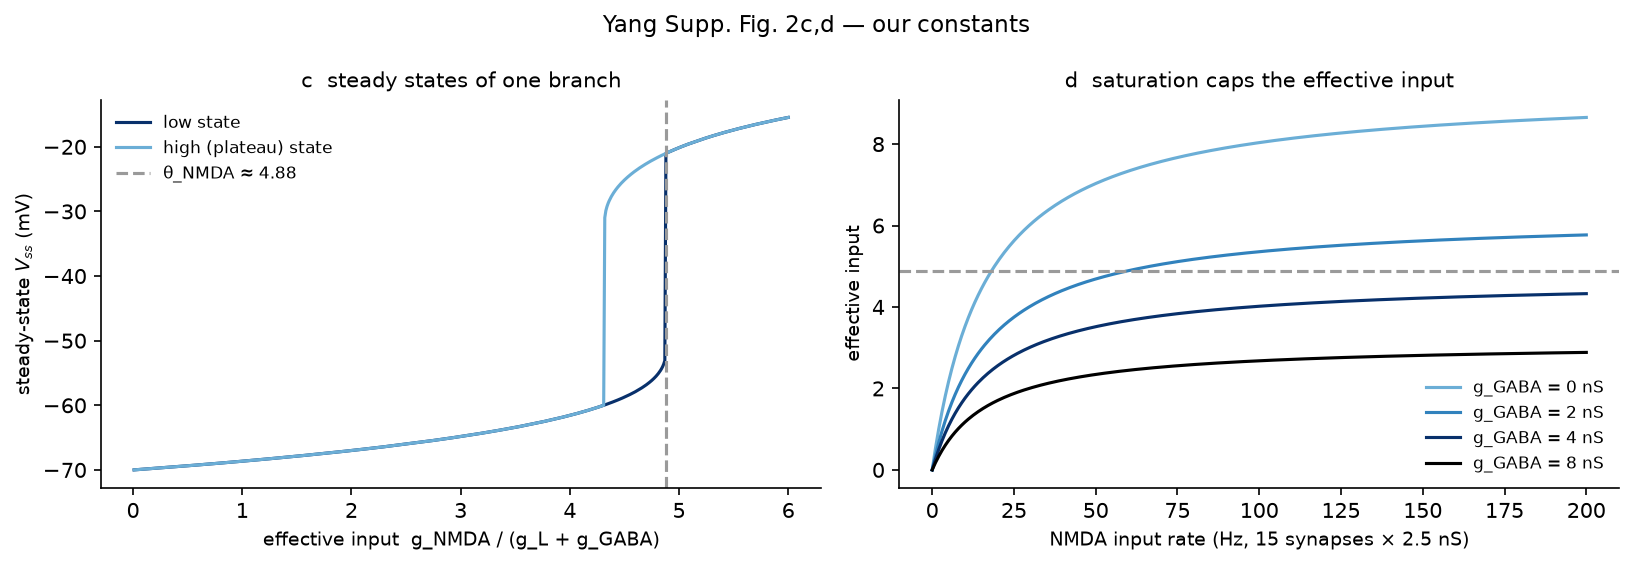 Yang Supp. Fig. 2c,d — our constants
c  steady states of one branch
low state
high (plateau) state
θ_NMDA ≈ 4.88
steady-state Vss (mV)
−20
−30
−40
−50
−60
−70
0 1 2 3 4 5 6
effective input  g_NMDA / (g_L + g_GABA)
d  saturation caps the effective input
effective input
8
6
4
2
0
g_GABA = 0 nS
g_GABA = 2 nS
g_GABA = 4 nS
g_GABA = 8 nS
0 25 50 75 100 125 150 175 200
NMDA input rate (Hz, 15 synapses × 2.5 nS)